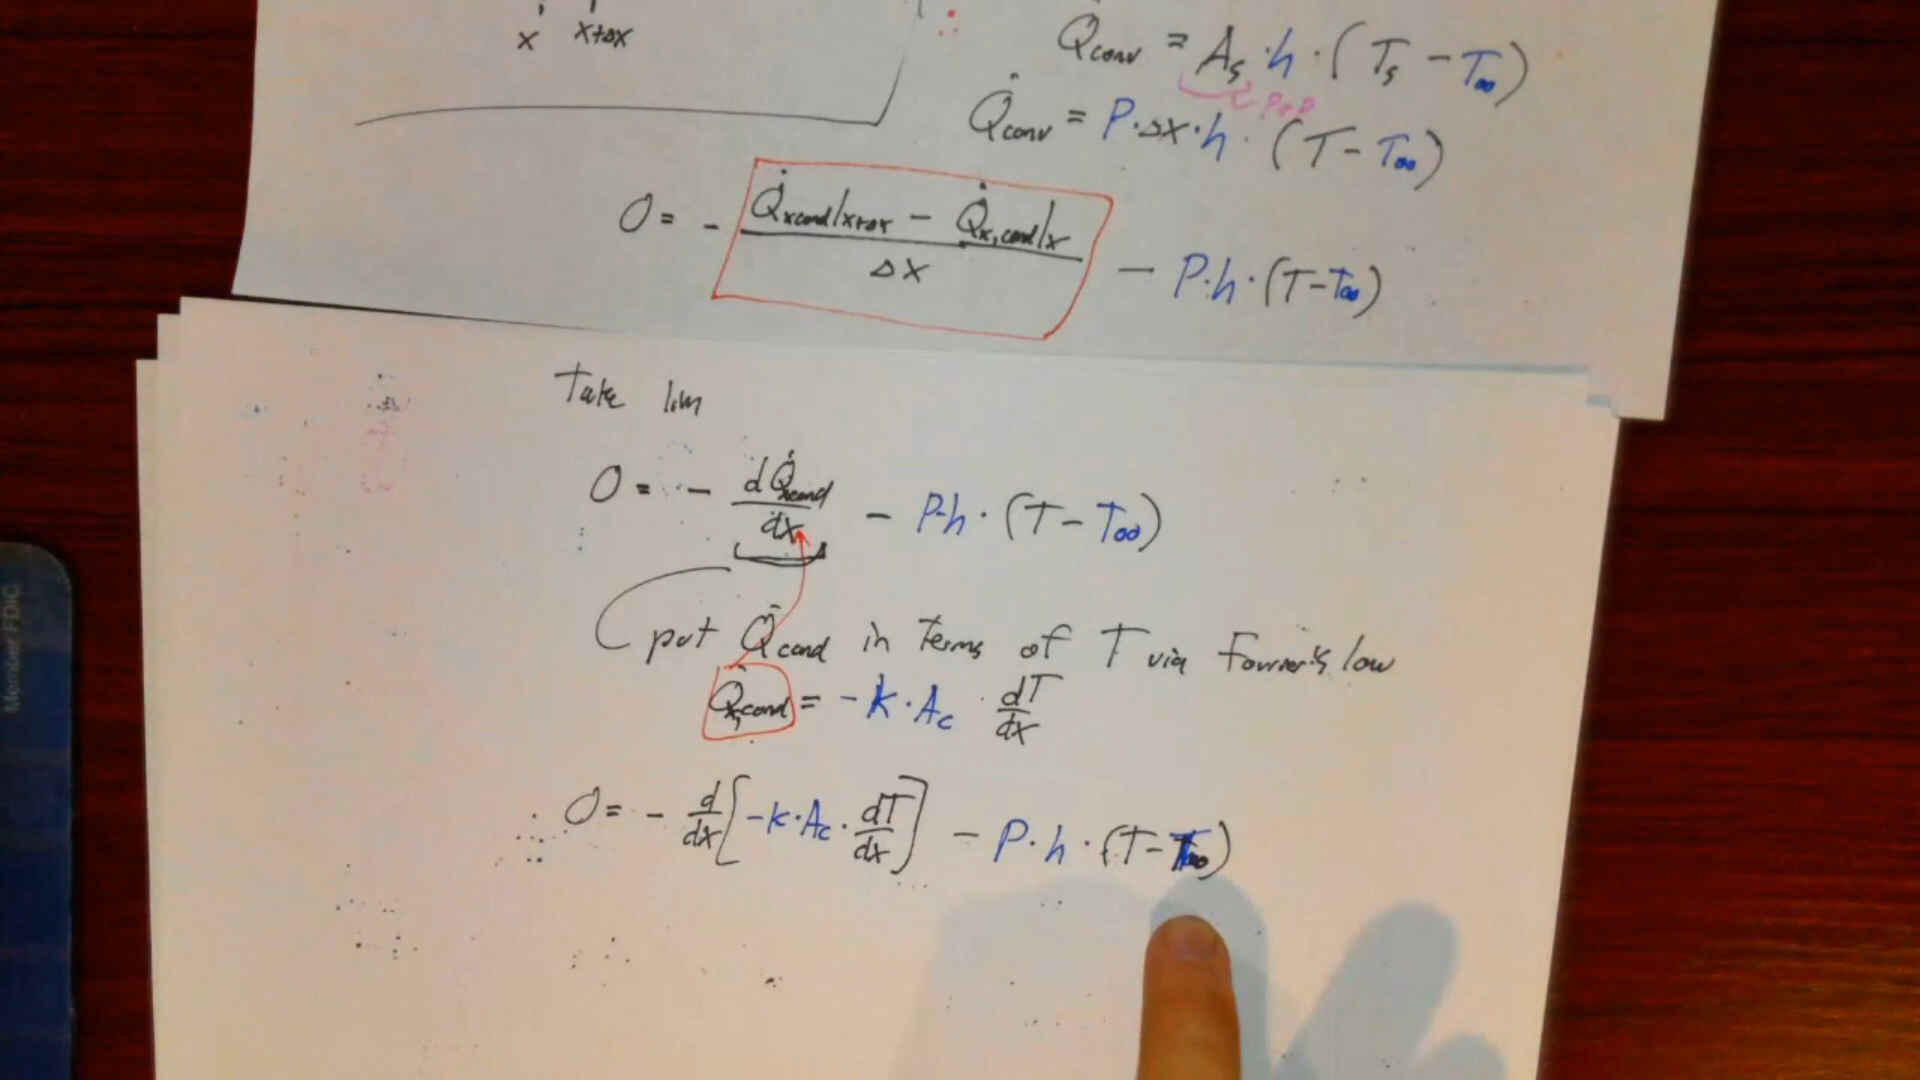 x x+Δx
Q̇conv = As · h · (Ts - T∞)
Q̇conv = P · Δx · h · (T - T∞)
0 = - (Q̇x,cond|x+Δx - Q̇x,cond|x) / Δx - P · h · (T - T∞)
Take lim
0 = - dQ̇x,cond/dx - P · h · (T - T∞)
put Q̇cond in terms of T via Fourier's law
Q̇x,cond = - k · Ac · dT/dx
0 = - d/dx [-k · Ac · dT/dx] - P · h · (T - T∞)
Member FDIC